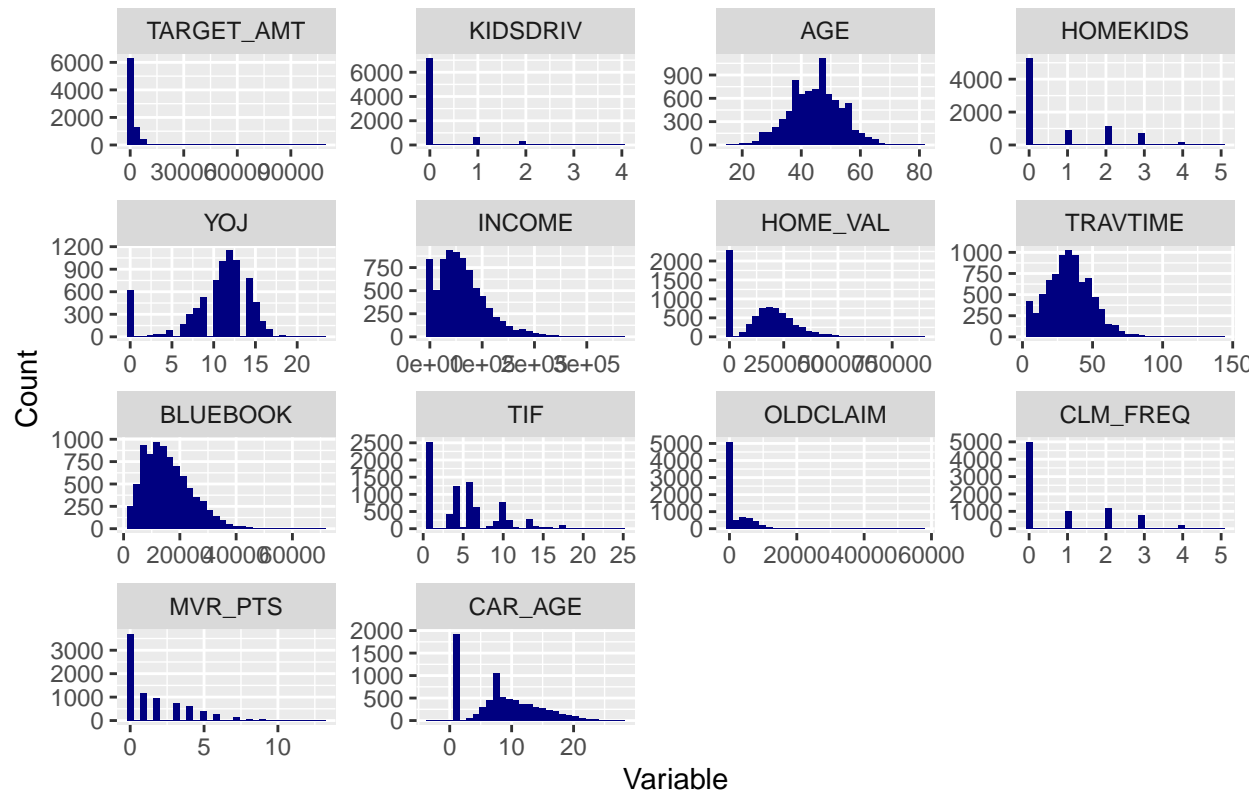 TARGET_AMT KIDSDRIV AGE HOMEKIDS
6000 4000 2000 0
0 30000 60000 90000
6000 4000 2000 0
0 1 2 3 4
900 600 300 0
20 40 60 80
4000 2000 0
0 1 2 3 4 5
YOJ INCOME HOME_VAL TRAVTIME
1200 900 600 300 0
0 5 10 15 20
750 500 250 0
0e+00 1e+05 2e+05 3e+05
2000 1500 1000 500 0
0 250000 500000 750000
1000 750 500 250 0
0 50 100 150
Count
BLUEBOOK TIF OLDCLAIM CLM_FREQ
1000 750 500 250 0
0 20000 40000 60000
2500 2000 1500 1000 500 0
0 5 10 15 20 25
5000 4000 3000 2000 1000 0
0 20000 40000 60000
5000 4000 3000 2000 1000 0
0 1 2 3 4 5
MVR_PTS CAR_AGE
3000 2000 1000 0
0 5 10
2000 1500 1000 500 0
0 10 20
Variable